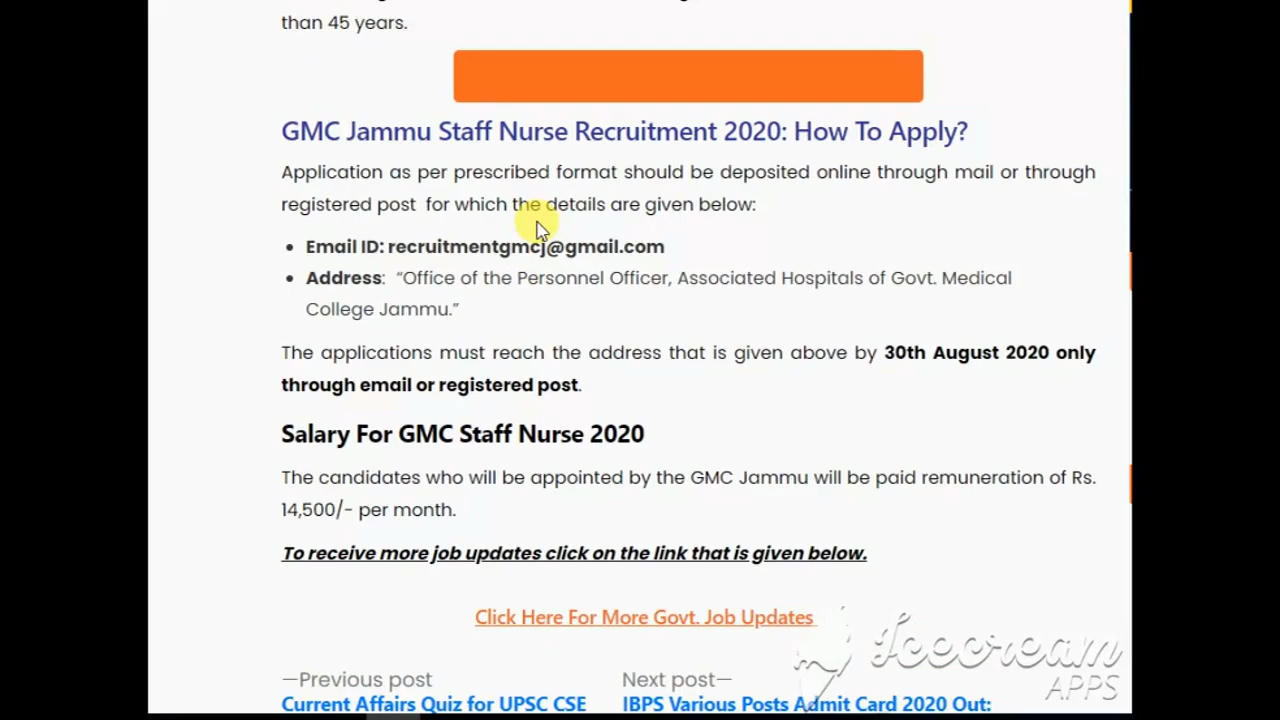 than 45 years.
GMC Jammu Staff Nurse Recruitment 2020: How To Apply?
Application as per prescribed format should be deposited online through mail or through
registered post for which the details are given below:
• Email ID: recruitmentgmcj@gmail.com
• Address: “Office of the Personnel Officer, Associated Hospitals of Govt. Medical
College Jammu.”
The applications must reach the address that is given above by 30th August 2020 only
through email or registered post.
Salary For GMC Staff Nurse 2020
The candidates who will be appointed by the GMC Jammu will be paid remuneration of Rs.
14,500/- per month.
To receive more job updates click on the link that is given below.
Click Here For More Govt. Job Updates
Icecream
APPS
—Previous post
Current Affairs Quiz for UPSC CSE
Next post—
IBPS Various Posts Admit Card 2020 Out: